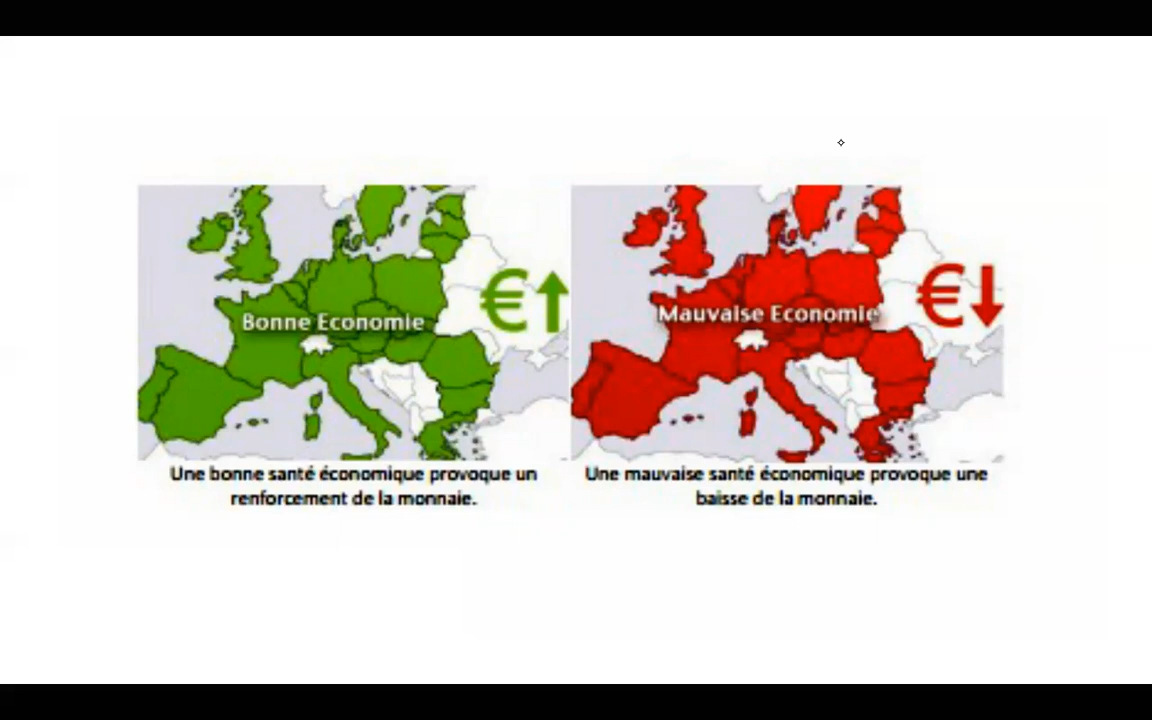 Bonne Economie
€
Une bonne santé économique provoque un
renforcement de la monnaie.
Mauvaise Economie
€
Une mauvaise santé économique provoque une
baisse de la monnaie.